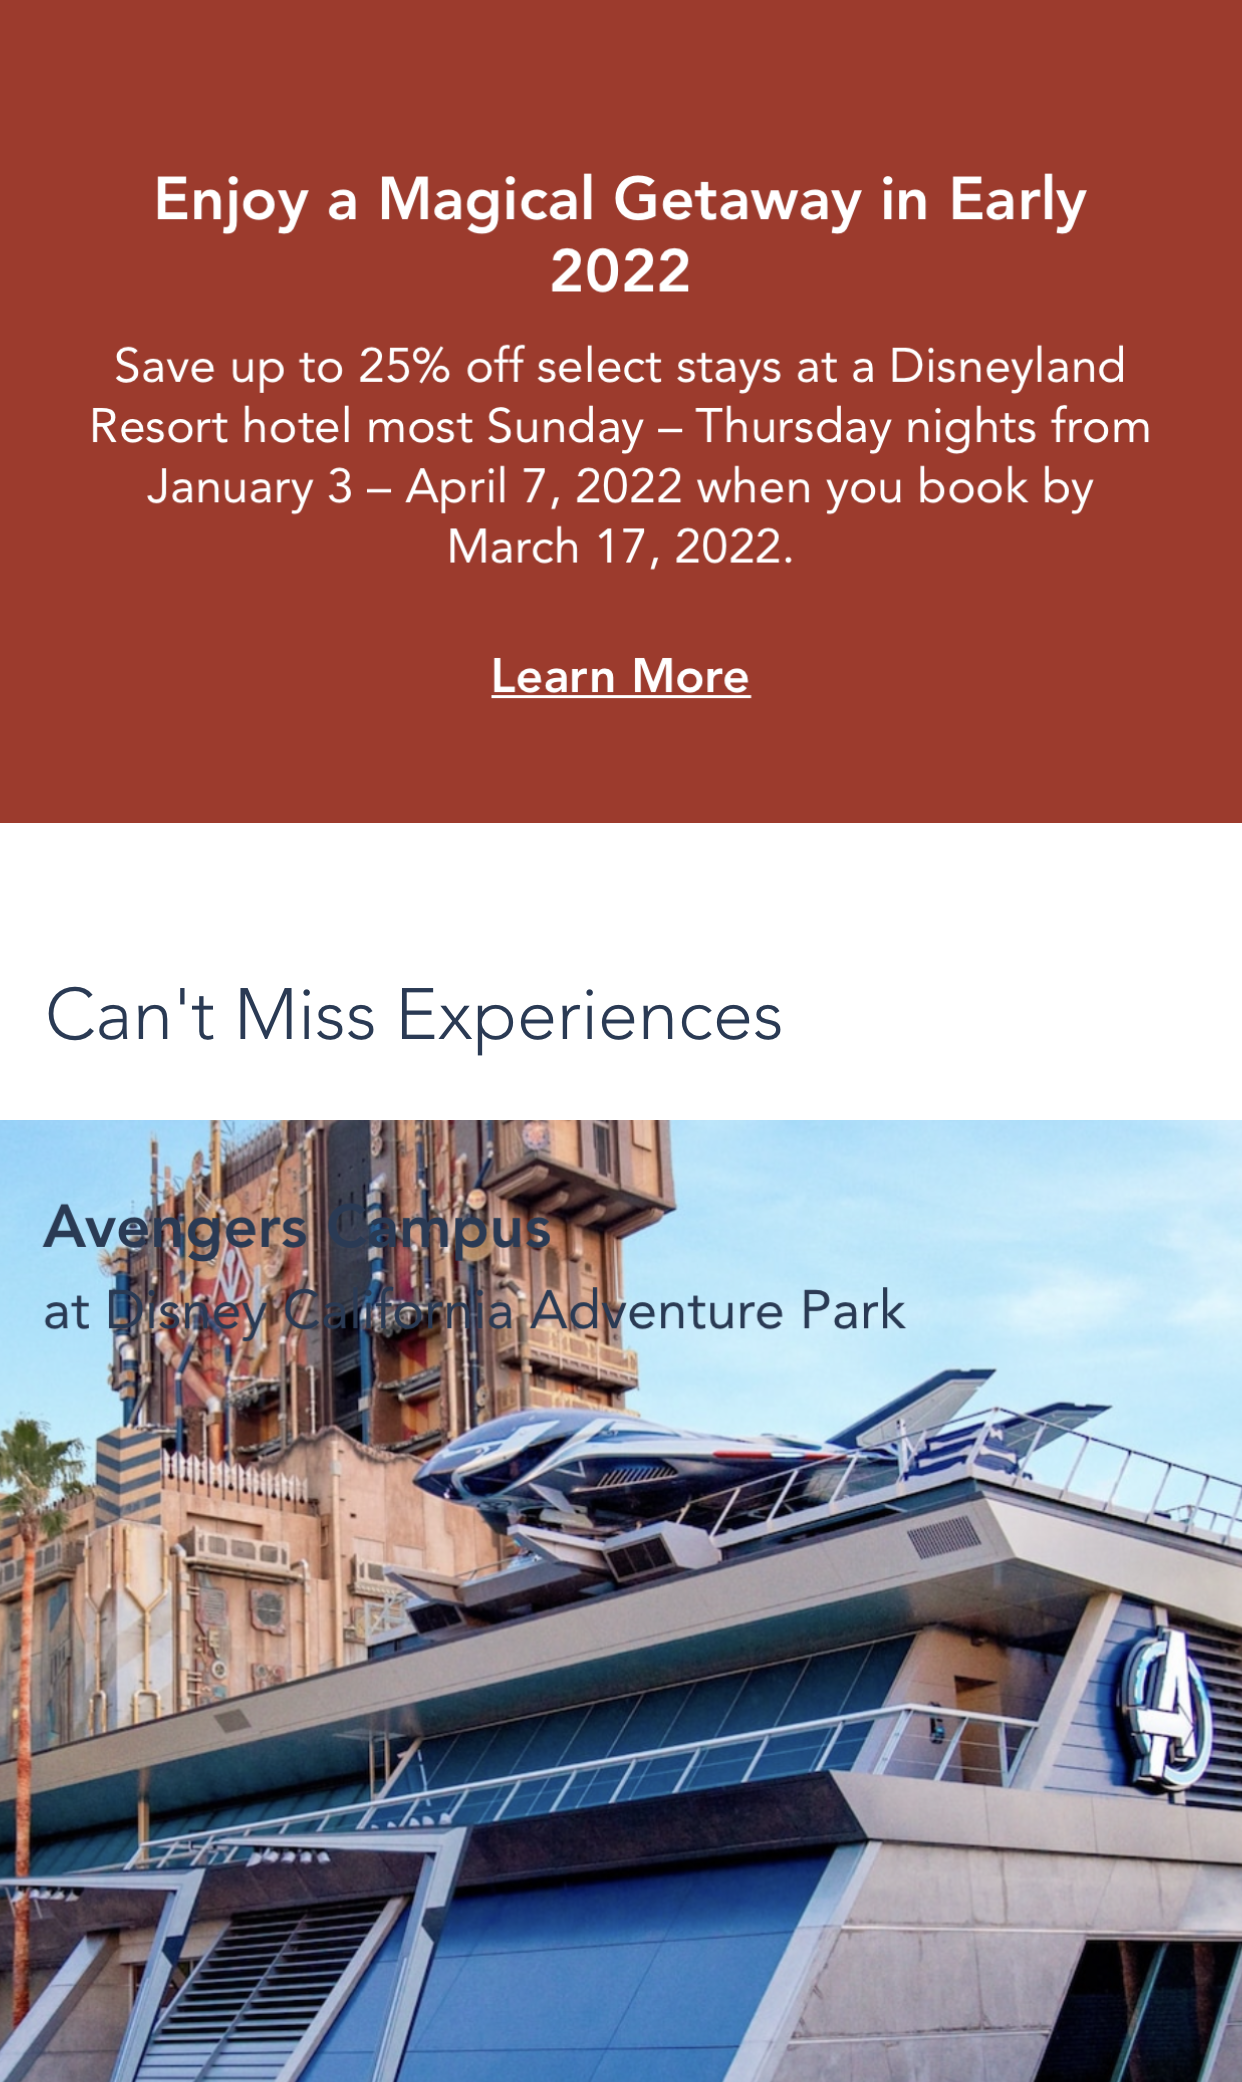 Enjoy a Magical Getaway in Early
2022
Save up to 25% off select stays at a Disneyland
Resort hotel most Sunday – Thursday nights from
January 3 – April 7, 2022 when you book by
March 17, 2022.
Learn More
Can't Miss Experiences
Avengers Campus
at Disney California Adventure Park